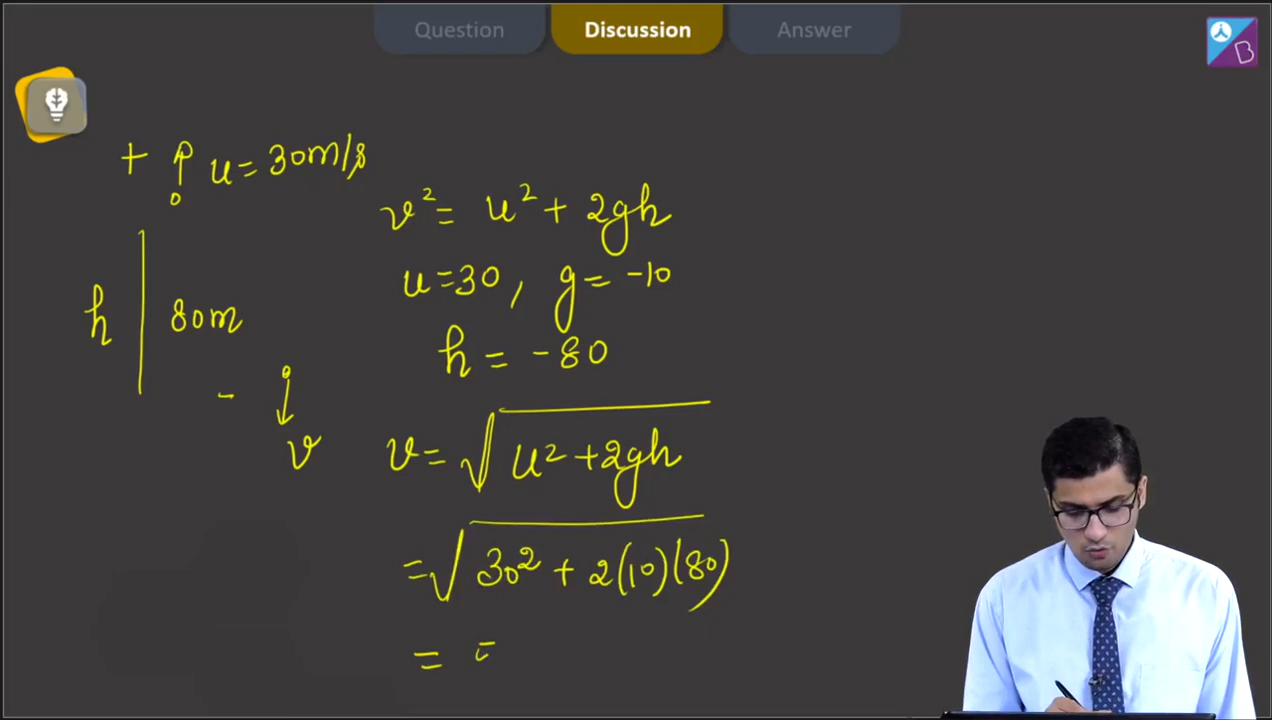 Question Discussion Answer
B
+ u = 30m/s
h 80m
-
v
v² = u² + 2gh
u = 30 , g = -10
h = -80
v = √u² + 2gh
= √30² + 2(10)(80)
=